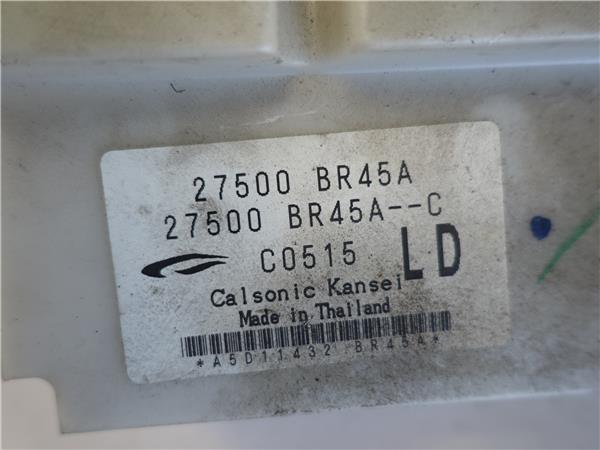 27500 BR45A
27500 BR45A--C
C0515 LD
Calsonic Kansei
Made in Thailand
*A5D11432 BR45A*